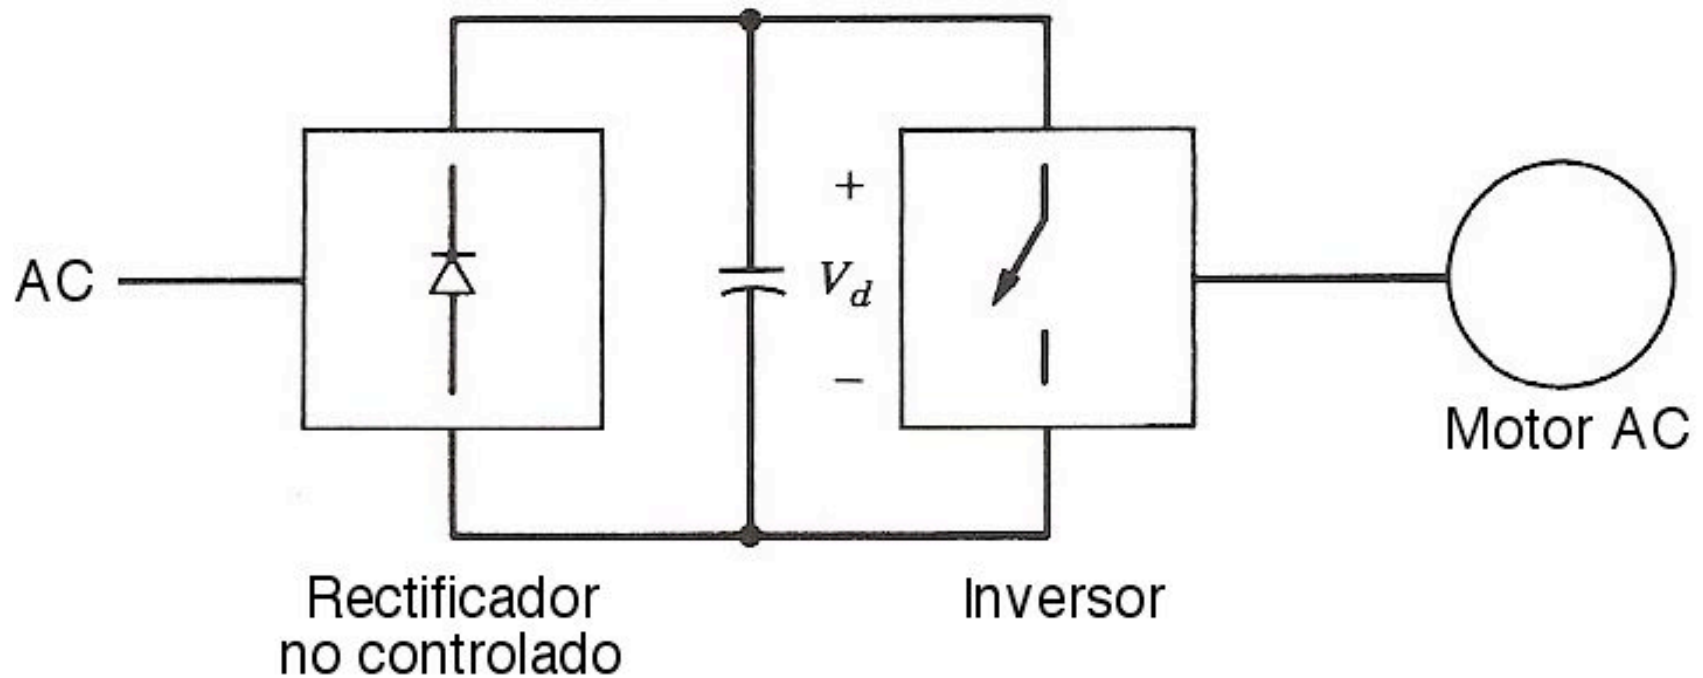 AC
+
V_d
−
Motor AC
Rectificador
no controlado
Inversor